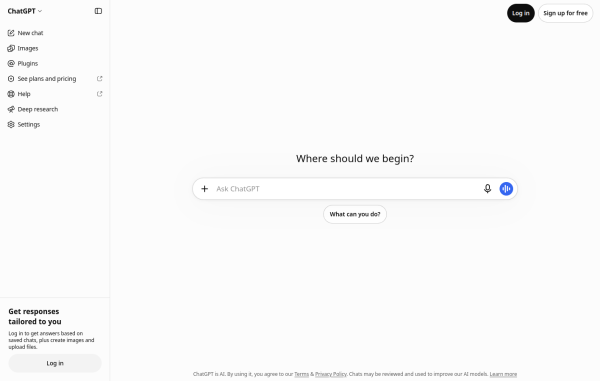 ChatGPT
New chat
Images
Plugins
See plans and pricing
Help
Deep research
Settings
Get responses
tailored to you
Log in to get answers based on
saved chats, plus create images and
upload files.
Log in
Log in
Sign up for free
Where should we begin?
Ask ChatGPT
What can you do?
ChatGPT is AI. By using it, you agree to our Terms & Privacy Policy. Chats may be reviewed and used to improve our AI models. Learn more